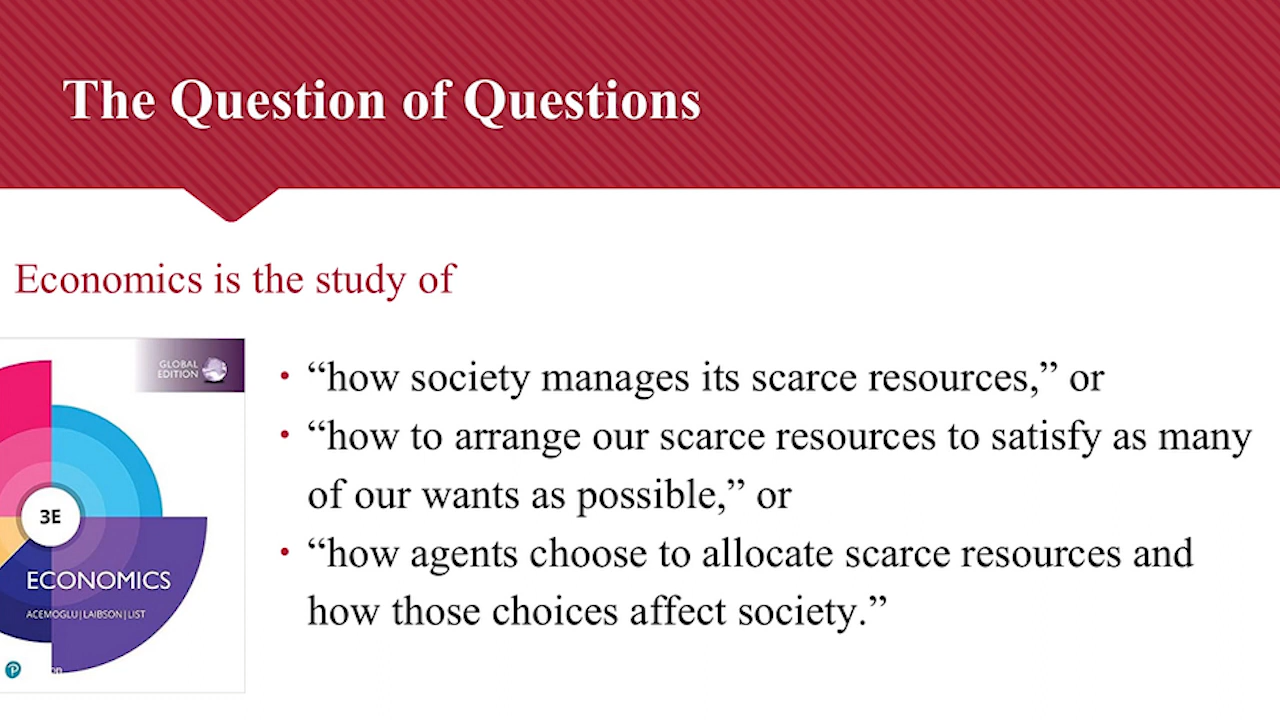 The Question of Questions
Economics is the study of
GLOBAL
EDITION
3E
ECONOMICS
ACEMOGLU|LAIBSON|LIST
P
• “how society manages its scarce resources,” or
• “how to arrange our scarce resources to satisfy as many
of our wants as possible,” or
• “how agents choose to allocate scarce resources and
how those choices affect society.”